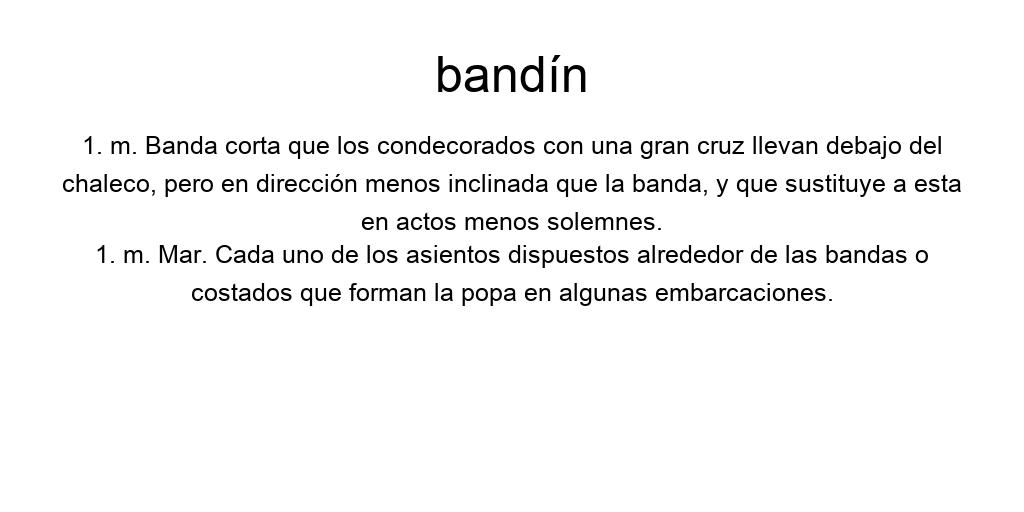 bandín
1. m. Banda corta que los condecorados con una gran cruz llevan debajo del
chaleco, pero en dirección menos inclinada que la banda, y que sustituye a esta
en actos menos solemnes.
1. m. Mar. Cada uno de los asientos dispuestos alrededor de las bandas o
costados que forman la popa en algunas embarcaciones.